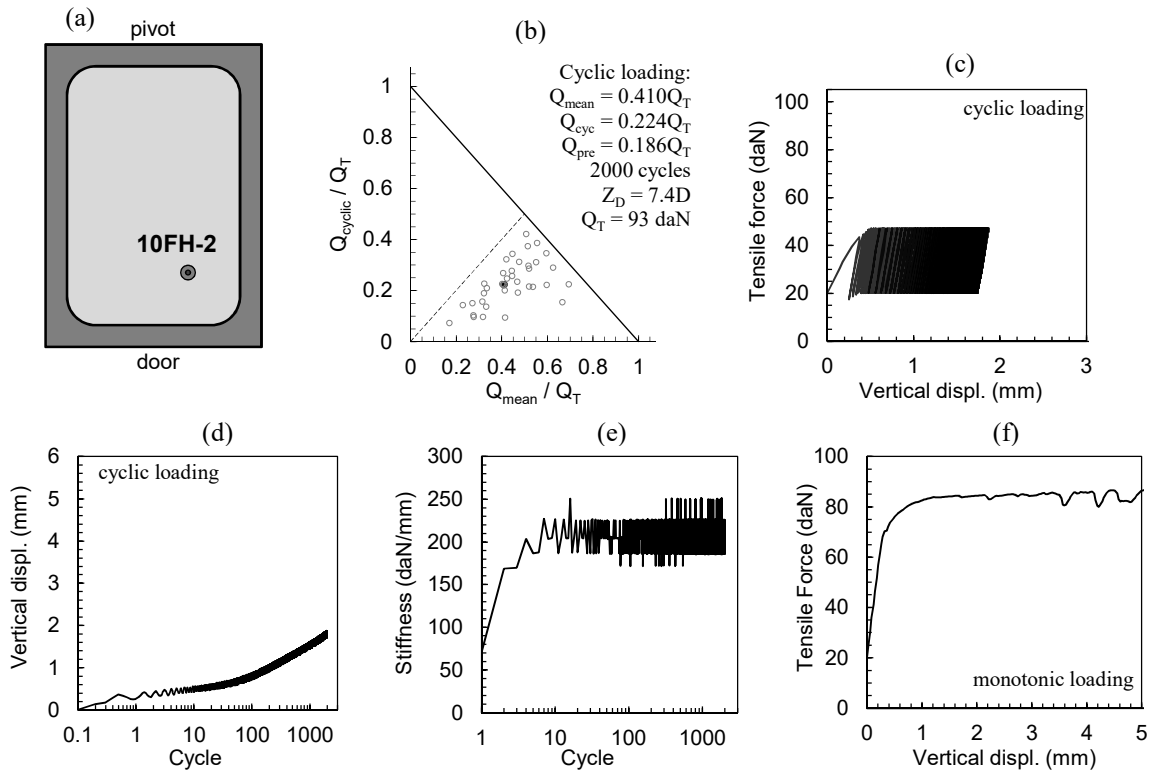 (a)
pivot
10FH-2
door
(b)
Cyclic loading:
Q_mean = 0.410Q_T
Q_cyc = 0.224Q_T
Q_pre = 0.186Q_T
2000 cycles
Z_D = 7.4D
Q_T = 93 daN
Q_cyclic / Q_T
1
0.8
0.6
0.4
0.2
0
0 0.2 0.4 0.6 0.8 1
Q_mean / Q_T
(c)
cyclic loading
Tensile force (daN)
100
80
60
40
20
0
0 1 2 3
Vertical displ. (mm)
(d)
cyclic loading
Vertical displ. (mm)
6
5
4
3
2
1
0
0.1 1 10 100 1000
Cycle
(e)
Stiffness (daN/mm)
300
250
200
150
100
50
0
1 10 100 1000
Cycle
(f)
Tensile Force (daN)
100
80
60
40
20
0
monotonic loading
0 1 2 3 4 5
Vertical displ. (mm)